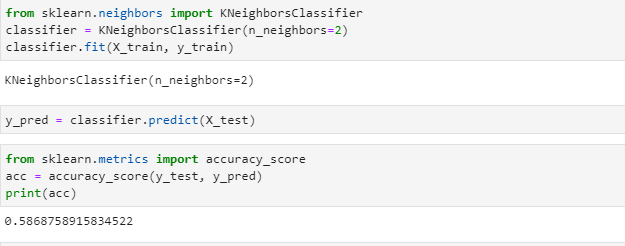 from sklearn.neighbors import KNeighborsClassifier
classifier = KNeighborsClassifier(n_neighbors=2)
classifier.fit(X_train, y_train)
KNeighborsClassifier(n_neighbors=2)
y_pred = classifier.predict(X_test)
from sklearn.metrics import accuracy_score
acc = accuracy_score(y_test, y_pred)
print(acc)
0.5868758915834522